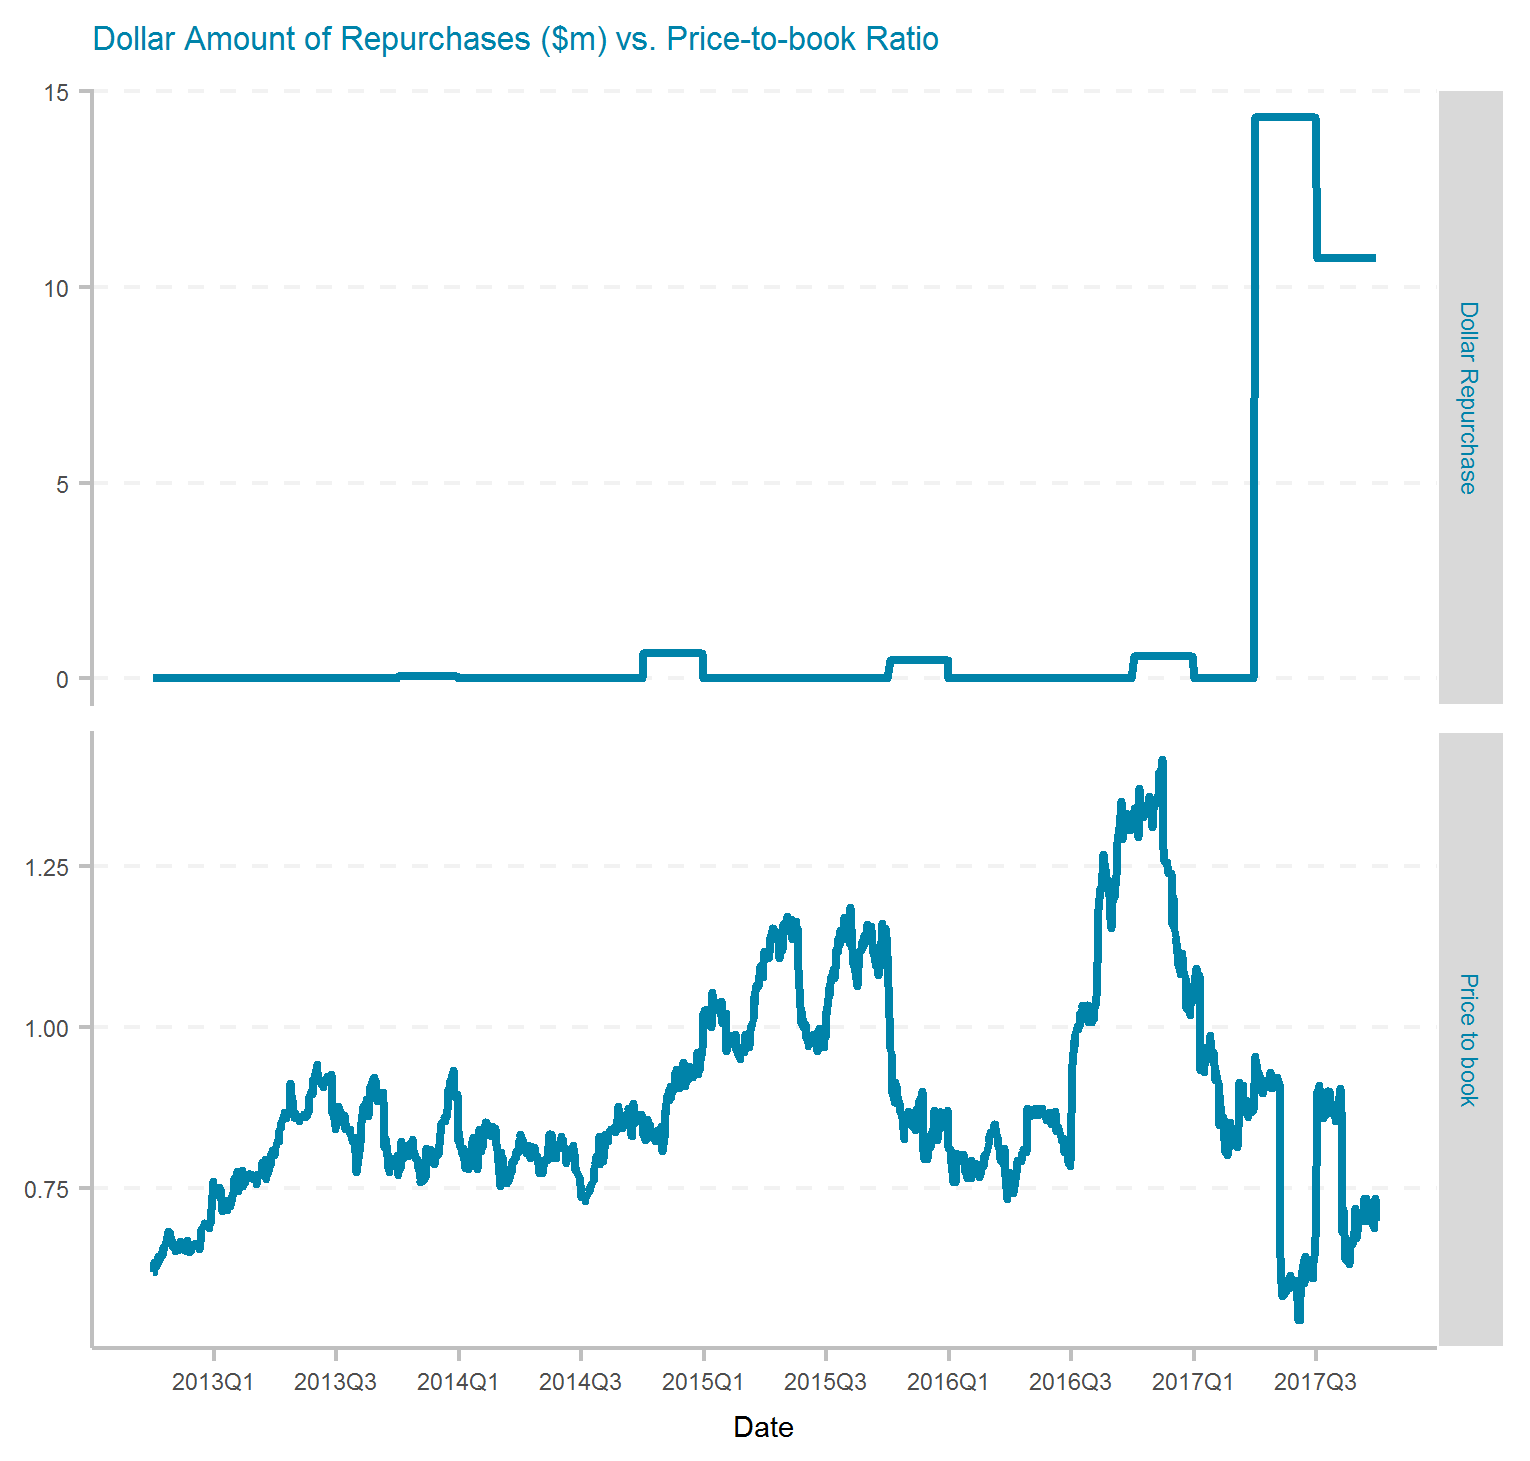 Dollar Amount of Repurchases ($m) vs. Price-to-book Ratio
15
10
5
0
Dollar Repurchase
1.25
1.00
0.75
Price to book
2013Q1 2013Q3 2014Q1 2014Q3 2015Q1 2015Q3 2016Q1 2016Q3 2017Q1 2017Q3
Date